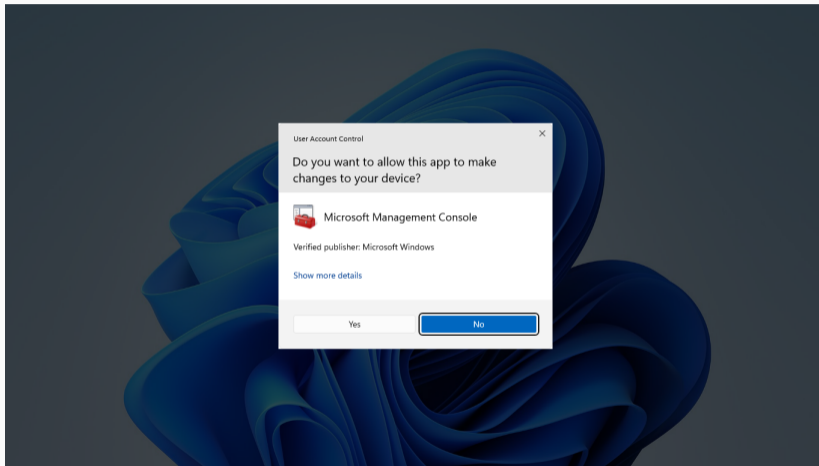 User Account Control
Do you want to allow this app to make
changes to your device?
Microsoft Management Console
Verified publisher: Microsoft Windows
Show more details
Yes
No